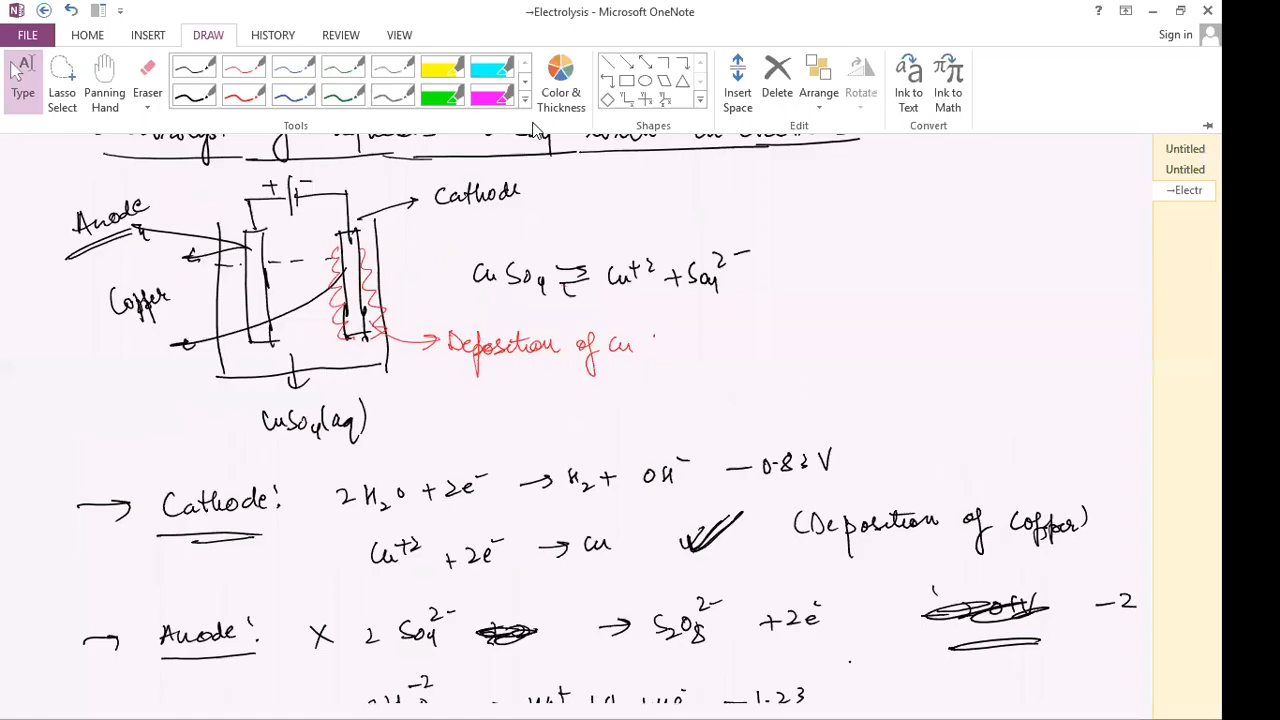 →Electrolysis - Microsoft OneNote
FILE HOME INSERT DRAW HISTORY REVIEW VIEW Sign in
Type Lasso Select Panning Hand Eraser Color & Thickness Insert Space Delete Arrange Rotate Ink to Text Ink to Math
Tools Shapes Edit Convert
Untitled
Untitled
→Electr
+ -
Anode
Cathode
CuSO4 ⇌ Cu+2 + SO4 2-
Copper
Deposition of Cu
CuSO4(aq)
→ Cathode! 2H2O + 2e- → H2 + OH- -0.83 V
Cu+2 + 2e- → Cu (Deposition of Copper)
→ Anode! X 2 SO4 2- → S2O8 2- + 2e- -2
-1.23